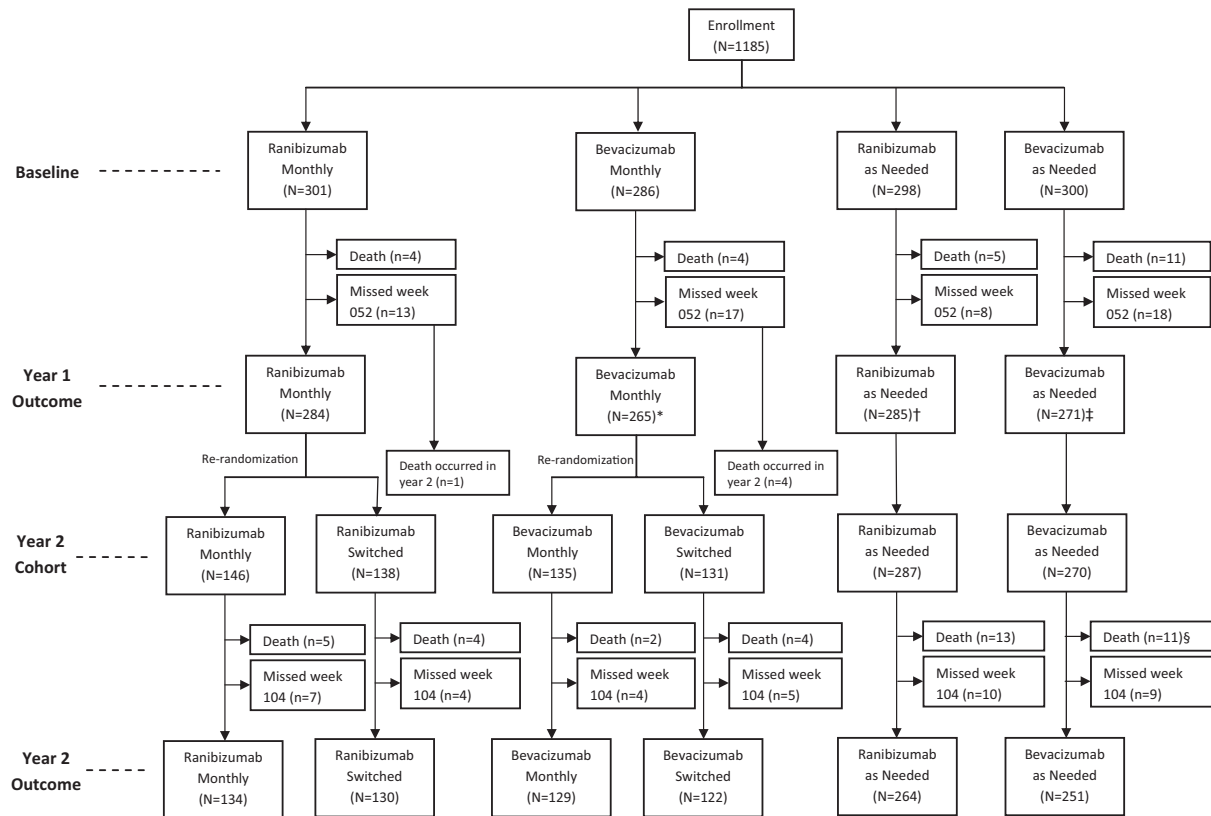 Enrollment
(N=1185)
Baseline
Ranibizumab
Monthly
(N=301)
Bevacizumab
Monthly
(N=286)
Ranibizumab
as Needed
(N=298)
Bevacizumab
as Needed
(N=300)
Death (n=4)
Missed week
052 (n=13)
Death (n=4)
Missed week
052 (n=17)
Death (n=5)
Missed week
052 (n=8)
Death (n=11)
Missed week
052 (n=18)
Year 1
Outcome
Ranibizumab
Monthly
(N=284)
Bevacizumab
Monthly
(N=265)*
Ranibizumab
as Needed
(N=285)†
Bevacizumab
as Needed
(N=271)‡
Re-randomization
Death occurred in
year 2 (n=1)
Re-randomization
Death occurred in
year 2 (n=4)
Year 2
Cohort
Ranibizumab
Monthly
(N=146)
Ranibizumab
Switched
(N=138)
Bevacizumab
Monthly
(N=135)
Bevacizumab
Switched
(N=131)
Ranibizumab
as Needed
(N=287)
Bevacizumab
as Needed
(N=270)
Death (n=5)
Missed week
104 (n=7)
Death (n=4)
Missed week
104 (n=4)
Death (n=2)
Missed week
104 (n=4)
Death (n=4)
Missed week
104 (n=5)
Death (n=13)
Missed week
104 (n=10)
Death (n=11)§
Missed week
104 (n=9)
Year 2
Outcome
Ranibizumab
Monthly
(N=134)
Ranibizumab
Switched
(N=130)
Bevacizumab
Monthly
(N=129)
Bevacizumab
Switched
(N=122)
Ranibizumab
as Needed
(N=264)
Bevacizumab
as Needed
(N=251)